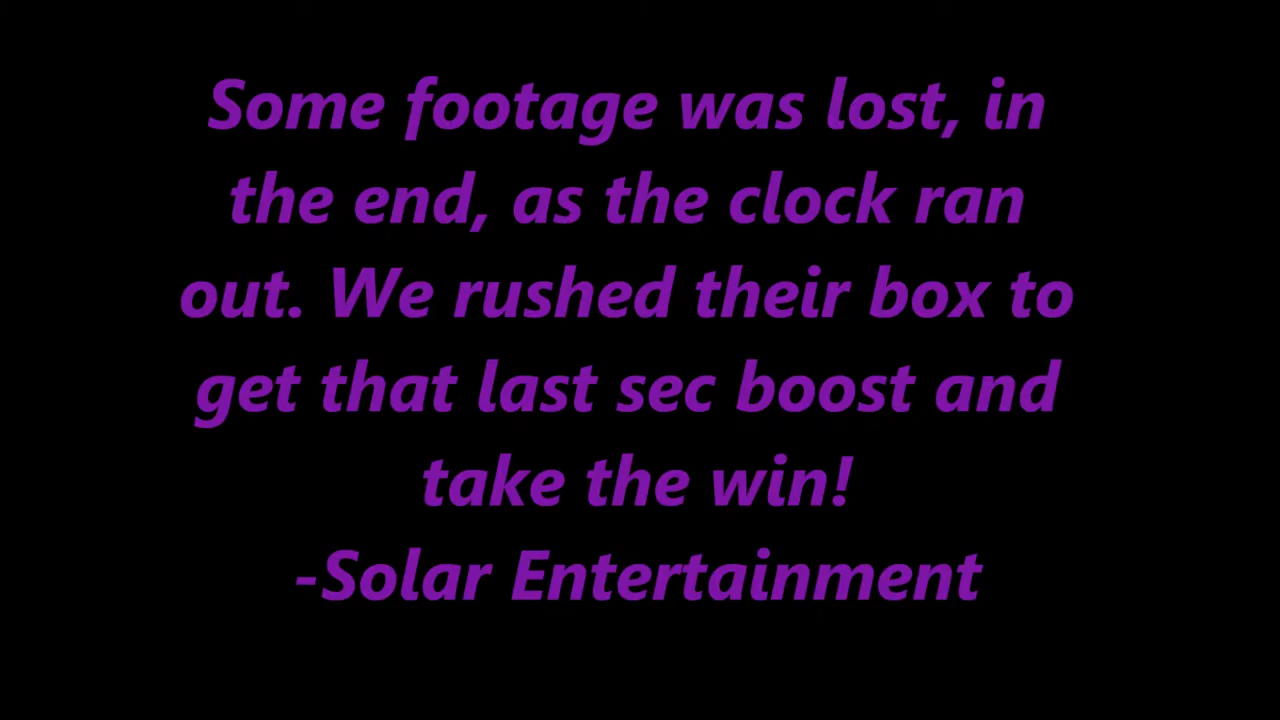 Some footage was lost, in
the end, as the clock ran
out. We rushed their box to
get that last sec boost and
take the win!
-Solar Entertainment